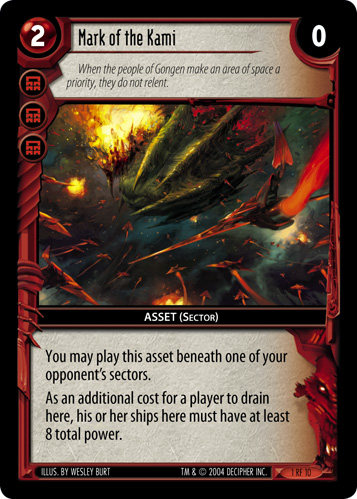 2
Mark of the Kami
0
When the people of Gongen make an area of space a
priority, they do not relent.
ASSET (SECTOR)
You may play this asset beneath one of your
opponent's sectors.
As an additional cost for a player to drain
here, his or her ships here must have at least
8 total power.
ILLUS. BY WESLEY BURT
TM & © 2004 DECIPHER INC.
1 RF 10